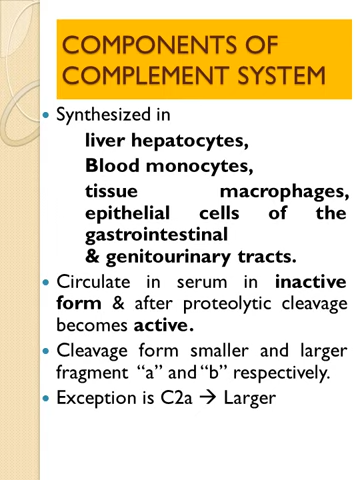 COMPONENTS OF
COMPLEMENT SYSTEM
• Synthesized in
liver hepatocytes,
Blood monocytes,
tissue macrophages,
epithelial cells of the
gastrointestinal
& genitourinary tracts.
• Circulate in serum in inactive
form & after proteolytic cleavage
becomes active.
• Cleavage form smaller and larger
fragment “a” and “b” respectively.
• Exception is C2a → Larger